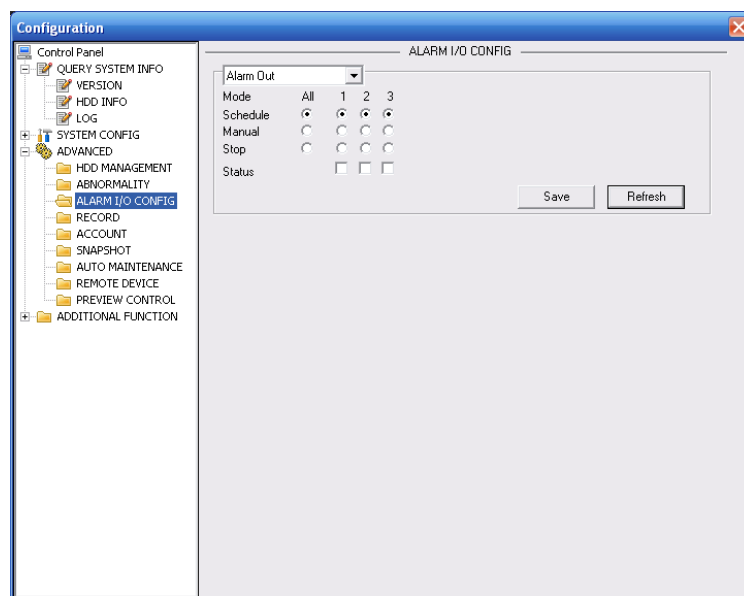 Configuration
Control Panel
QUERY SYSTEM INFO
VERSION
HDD INFO
LOG
SYSTEM CONFIG
ADVANCED
HDD MANAGEMENT
ABNORMALITY
ALARM I/O CONFIG
RECORD
ACCOUNT
SNAPSHOT
AUTO MAINTENANCE
REMOTE DEVICE
PREVIEW CONTROL
ADDITIONAL FUNCTION
ALARM I/O CONFIG
Alarm Out
Mode All 1 2 3
Schedule
Manual
Stop
Status
Save Refresh